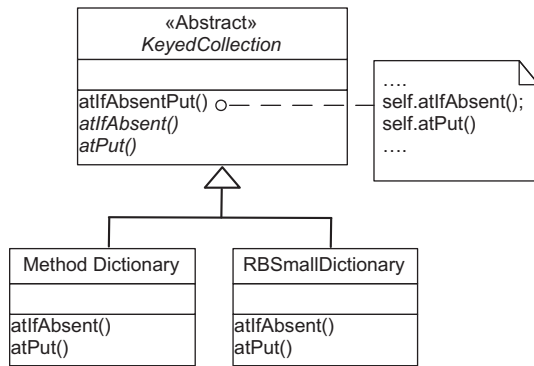 «Abstract»
KeyedCollection
atIfAbsentPut()
atIfAbsent()
atPut()
....
self.atIfAbsent();
self.atPut()
....
Method Dictionary
atIfAbsent()
atPut()
RBSmallDictionary
atIfAbsent()
atPut()